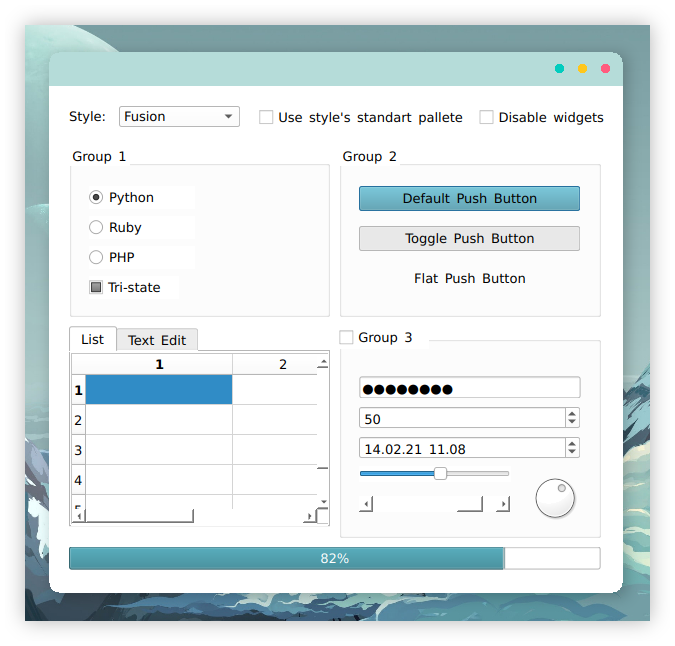 Style: Fusion Use style's standart pallete Disable widgets
Group 1
Python
Ruby
PHP
Tri-state
Group 2
Default Push Button
Toggle Push Button
Flat Push Button
List Text Edit
1 2
1
2
3
4
Group 3
●●●●●●●●
50
14.02.21 11.08
82%